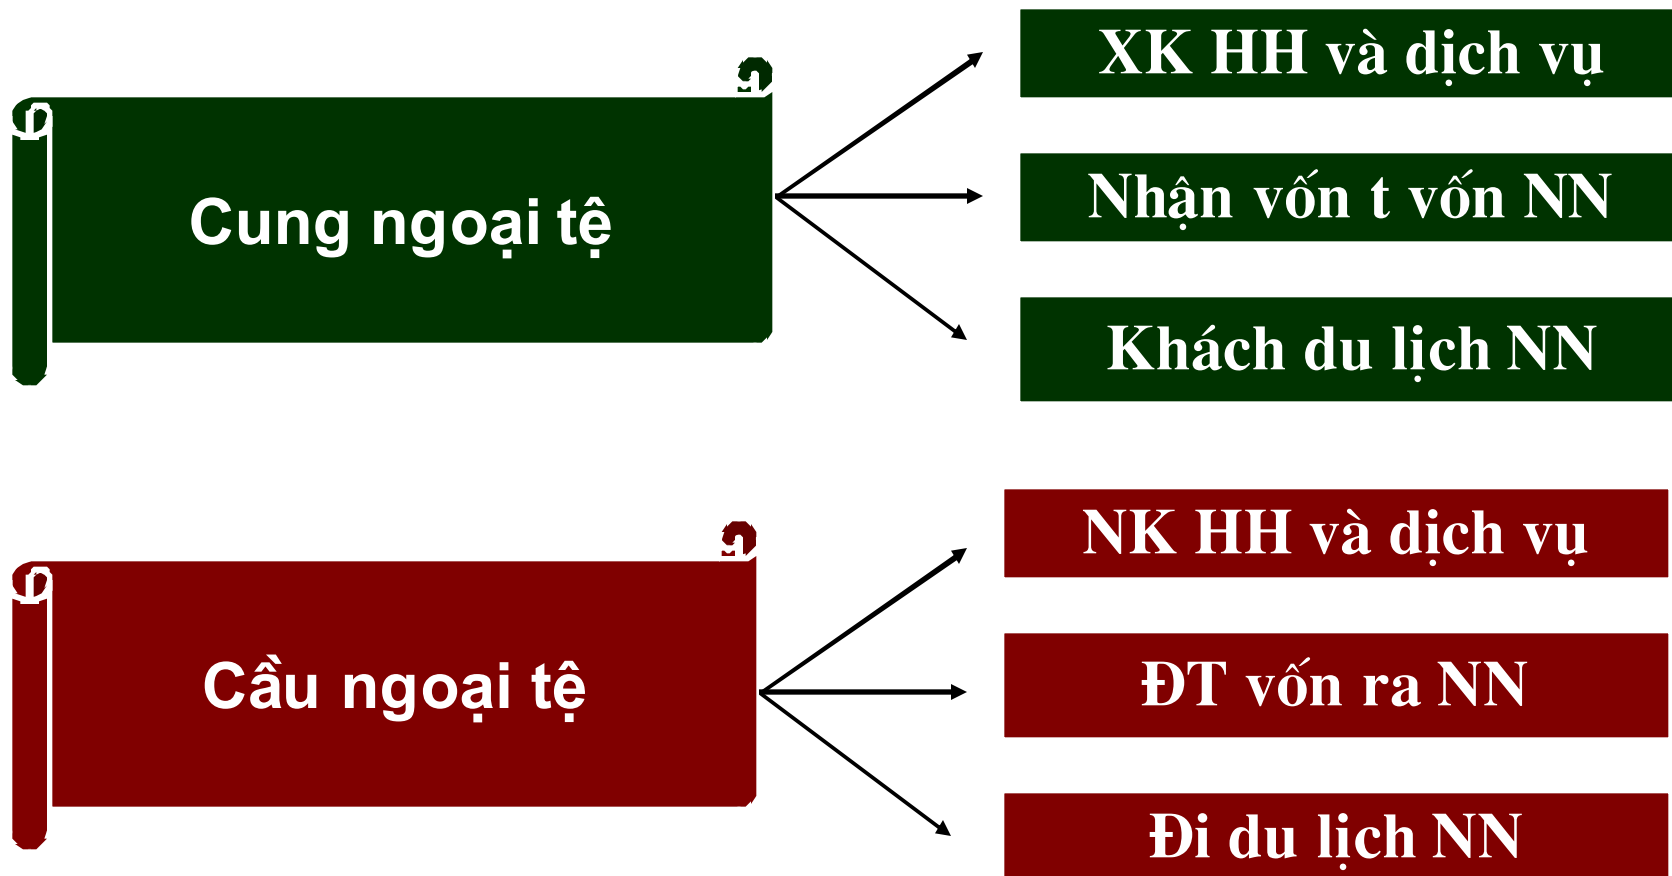 Cung ngoại tệ
XK HH và dịch vụ
Nhận vốn t vốn NN
Khách du lịch NN
Cầu ngoại tệ
NK HH và dịch vụ
ĐT vốn ra NN
Đi du lịch NN